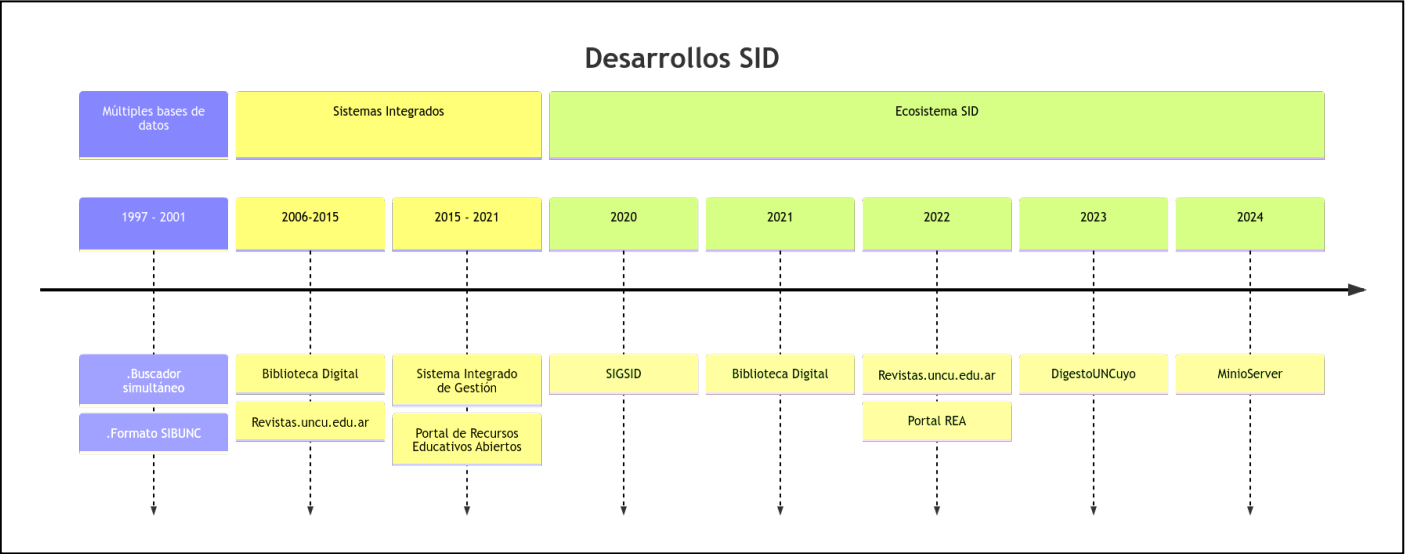 Desarrollos SID
Múltiples bases de
datos
Sistemas Integrados
Ecosistema SID
1997 - 2001
2006-2015
2015 - 2021
2020
2021
2022
2023
2024
.Buscador
simultáneo
.Formato SIBUNC
Biblioteca Digital
Revistas.uncu.edu.ar
Sistema Integrado
de Gestión
Portal de Recursos
Educativos Abiertos
SIGSID
Biblioteca Digital
Revistas.uncu.edu.ar
Portal REA
DigestoUNCuyo
MinioServer